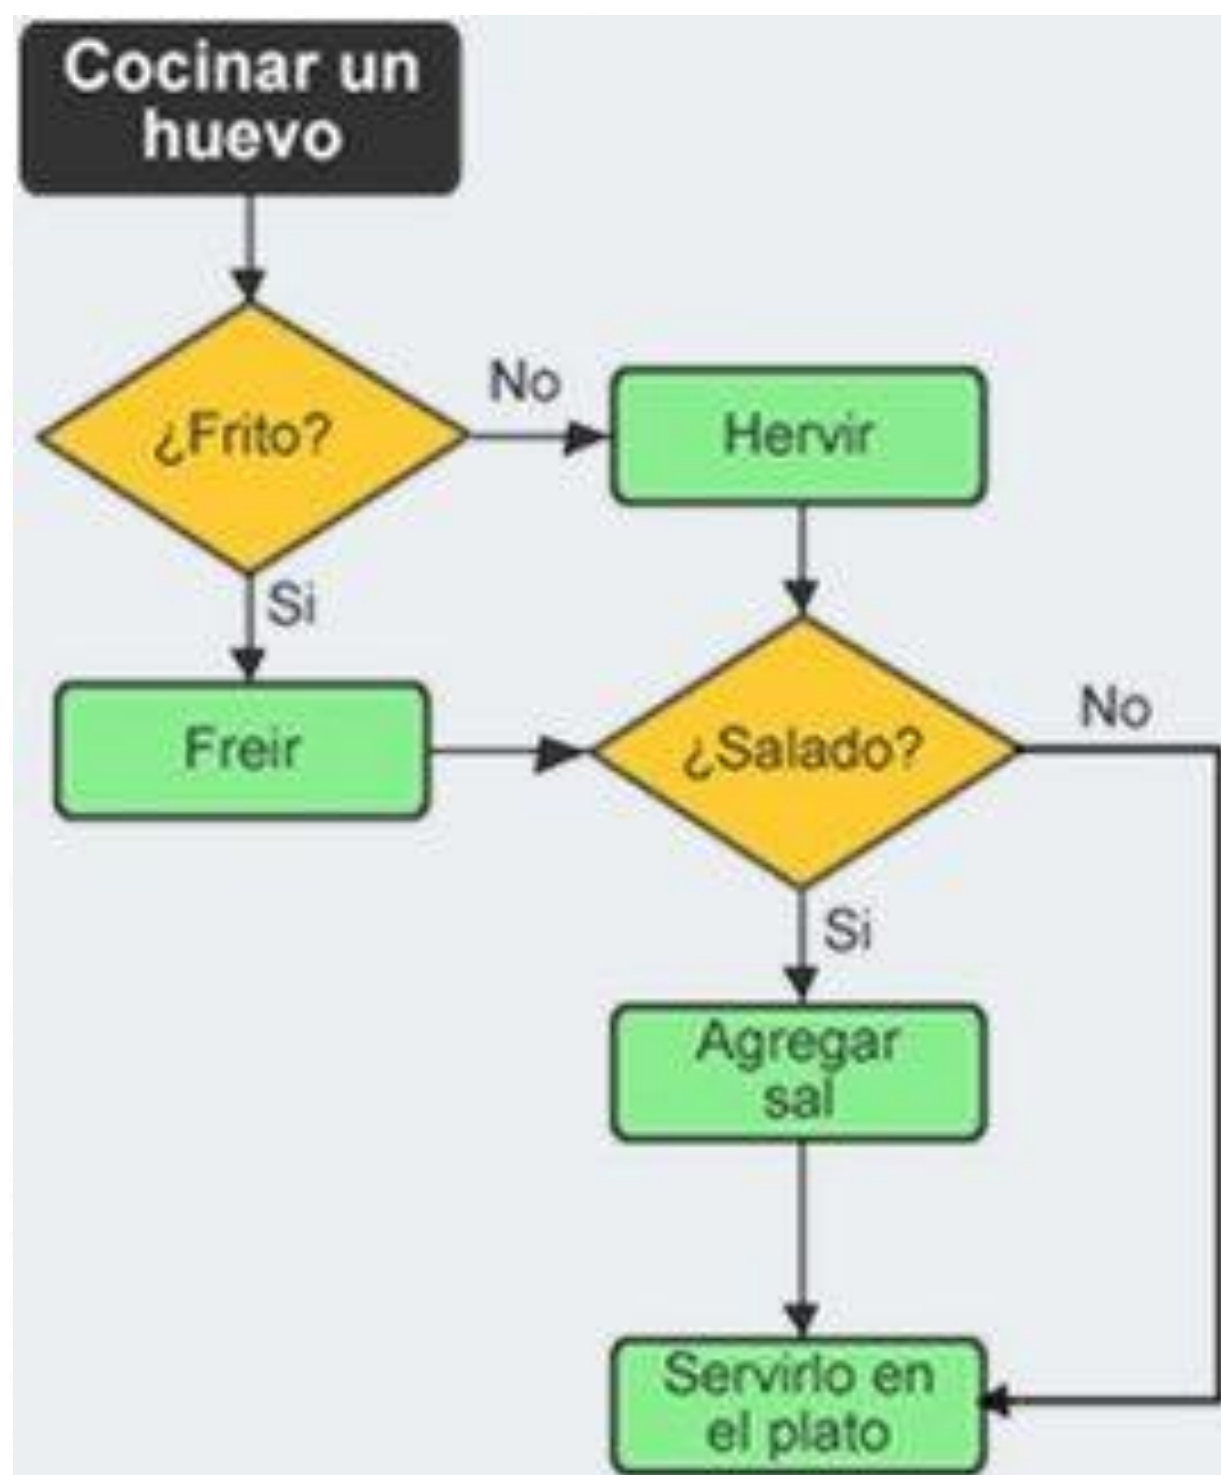 Cocinar un
huevo
¿Frito?
No
Hervir
Si
Freir
¿Salado?
No
Si
Agregar
sal
Servirlo en
el plato